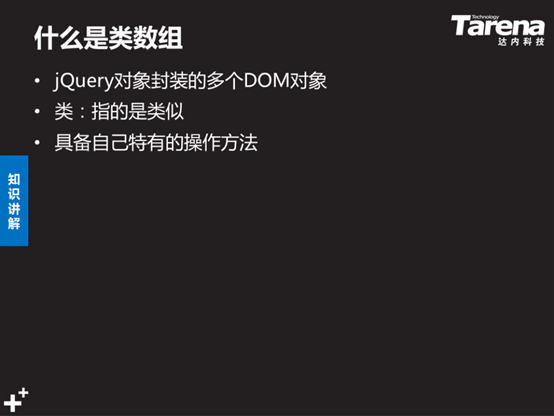 什么是类数组
Technology
Tarena
达内科技
• jQuery对象封装的多个DOM对象
• 类：指的是类似
• 具备自己特有的操作方法
知识讲解